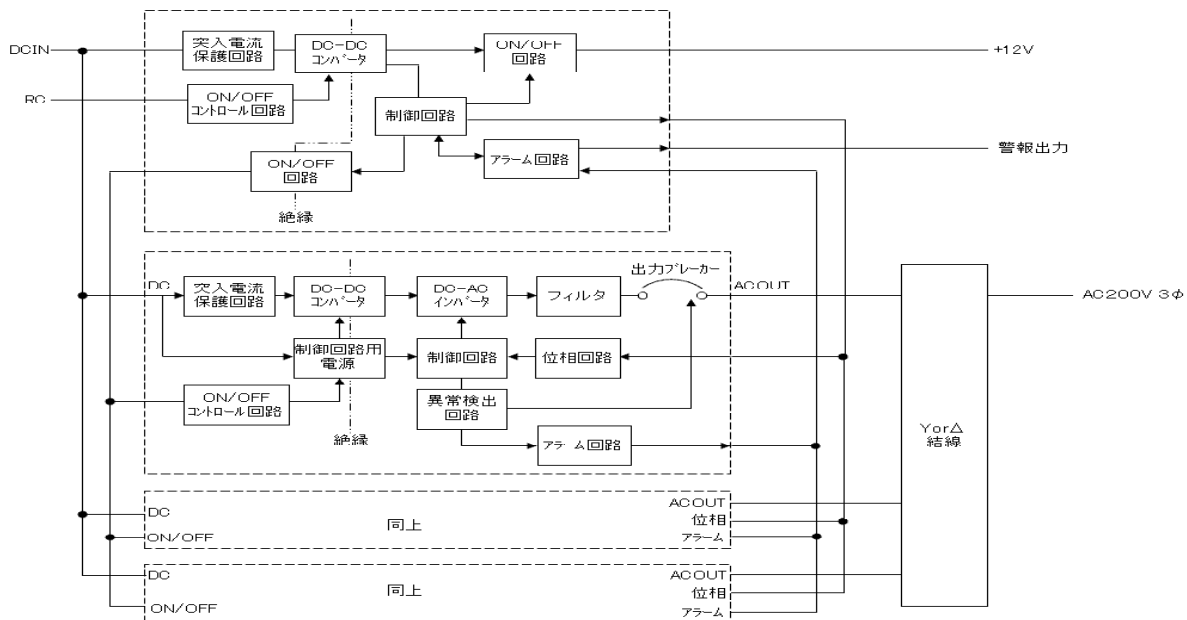 DCIN
突入電流
保護回路
DC-DC
コンバータ
ON/OFF
回路
+12V
RC
ON/OFF
コントロール回路
制御回路
アラーム回路
警報出力
ON/OFF
回路
絶縁
DC
突入電流
保護回路
DC-DC
コンバータ
DC-AC
インバータ
フィルタ
出力ブレーカー
ACOUT
AC200V 3φ
制御回路用
電源
制御回路
位相回路
ON/OFF
コントロール回路
異常検出
回路
絶縁
アラーム回路
Yor△
結線
DC
ON/OFF
同上
ACOUT
位相
アラーム
DC
ON/OFF
同上
ACOUT
位相
アラーム